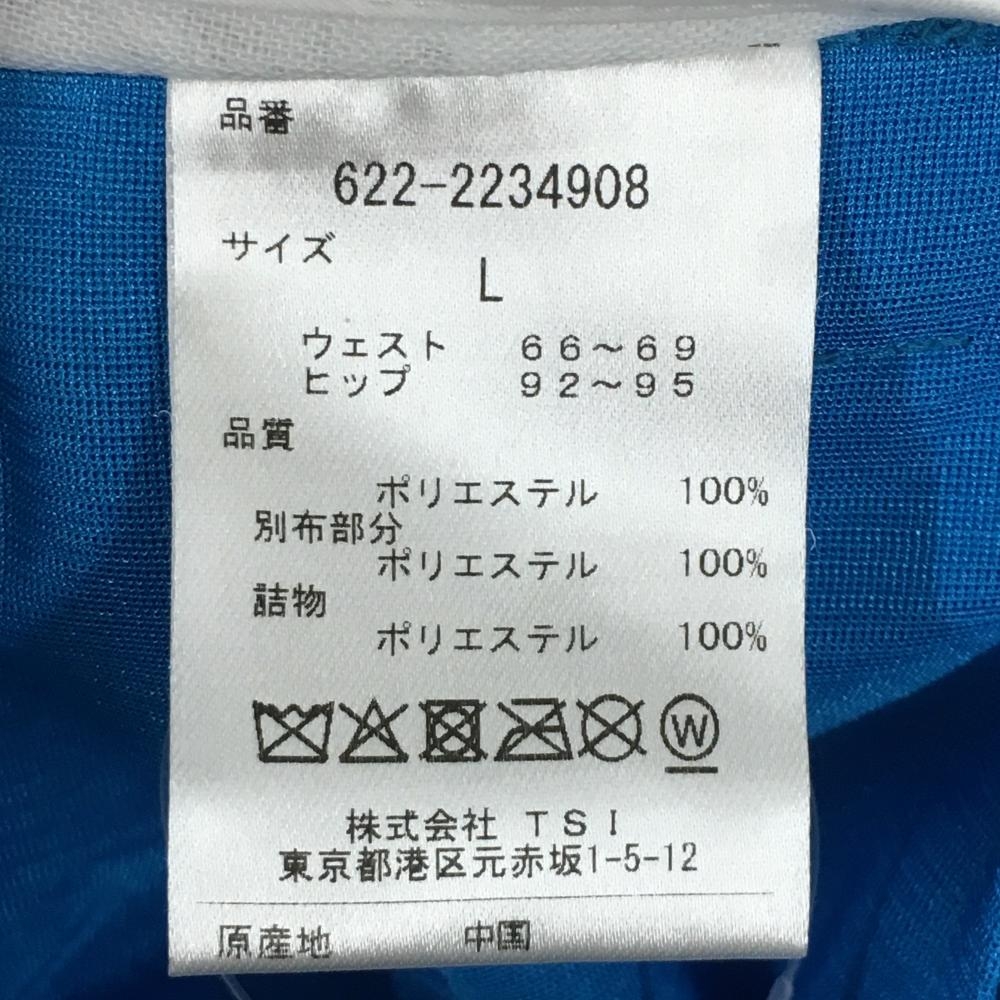 品番
622-2234908
サイズ
L
ウェスト 66～69
ヒップ 92～95
品質
ポリエステル 100%
別布部分
ポリエステル 100%
詰物
ポリエステル 100%
W
株式会社 TSI
東京都港区元赤坂1-5-12
原産地 中国